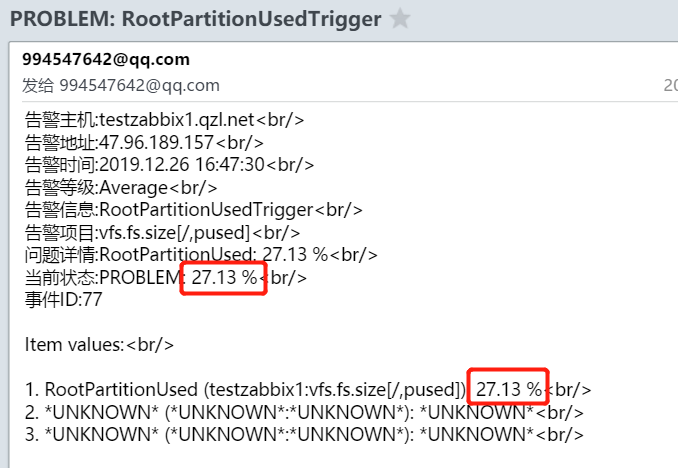 PROBLEM: RootPartitionUsedTrigger
994547642@qq.com
发给 994547642@qq.com
20
告警主机:testzabbix1.qzl.net<br/>
告警地址:47.96.189.157<br/>
告警时间:2019.12.26 16:47:30<br/>
告警等级:Average<br/>
告警信息:RootPartitionUsedTrigger<br/>
告警项目:vfs.fs.size[/,pused]<br/>
问题详情:RootPartitionUsed: 27.13 %<br/>
当前状态:PROBLEM: 27.13 %<br/>
事件ID:77
Item values:<br/>
1. RootPartitionUsed (testzabbix1:vfs.fs.size[/,pused]) 27.13 %<br/>
2. *UNKNOWN* (*UNKNOWN*:*UNKNOWN*): *UNKNOWN*<br/>
3. *UNKNOWN* (*UNKNOWN*:*UNKNOWN*): *UNKNOWN*<br/>